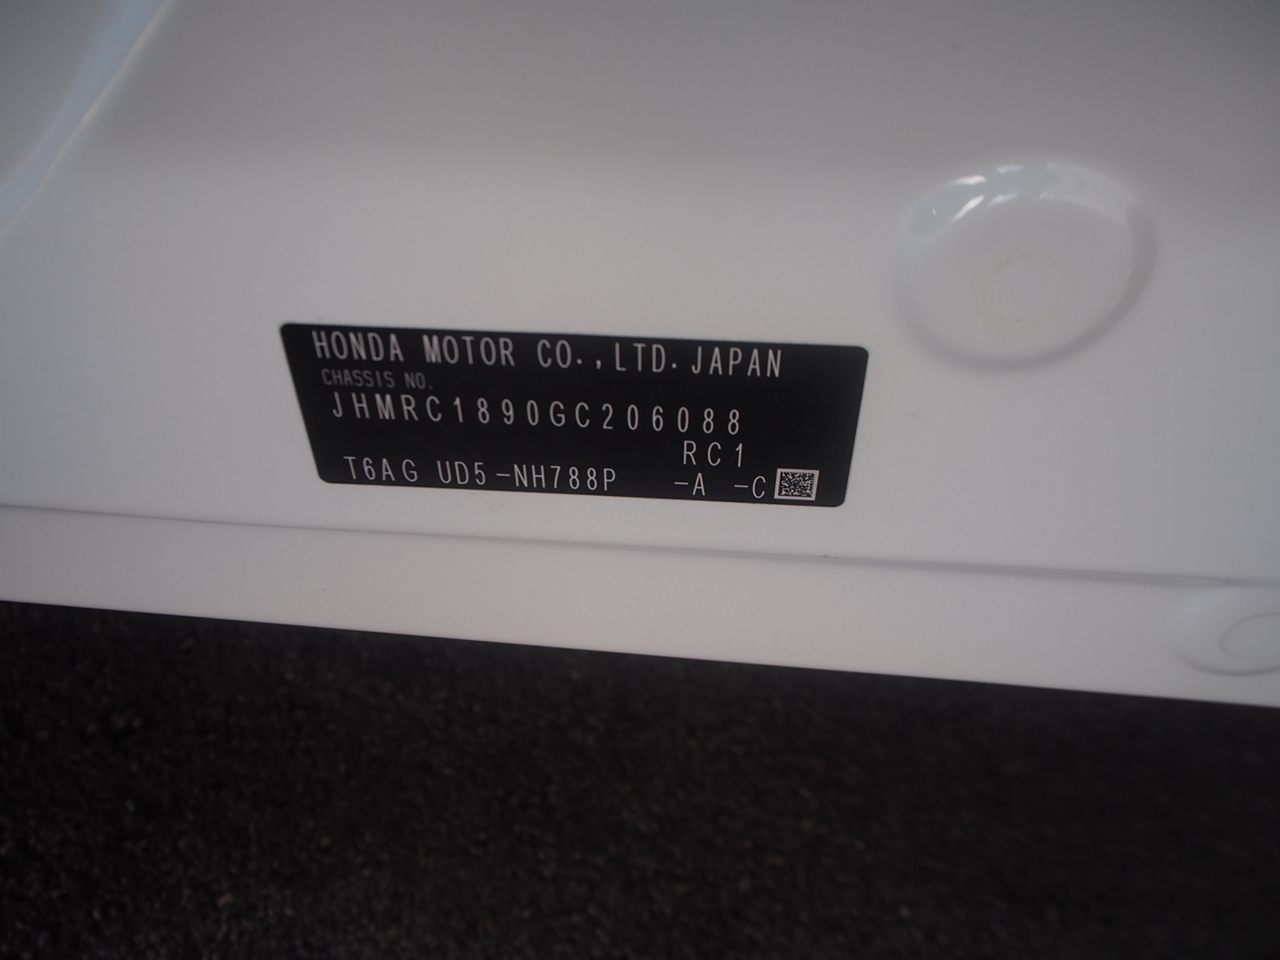 HONDA MOTOR CO.,LTD.JAPAN
CHASSIS NO.
JHMRC1890GC206088
RC1
T6AG UD5-NH788P -A -C